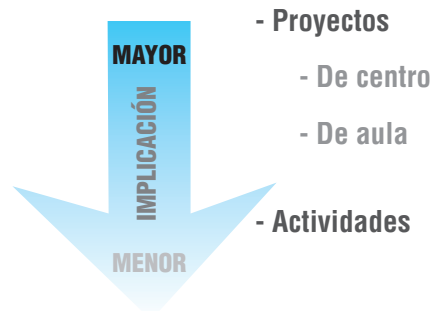 - Proyectos
MAYOR
- De centro
IMPLICACIÓN
- De aula
- Actividades
MENOR